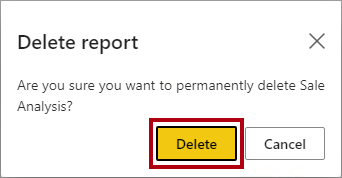 Delete report
Are you sure you want to permanently delete Sale
Analysis?
Delete Cancel